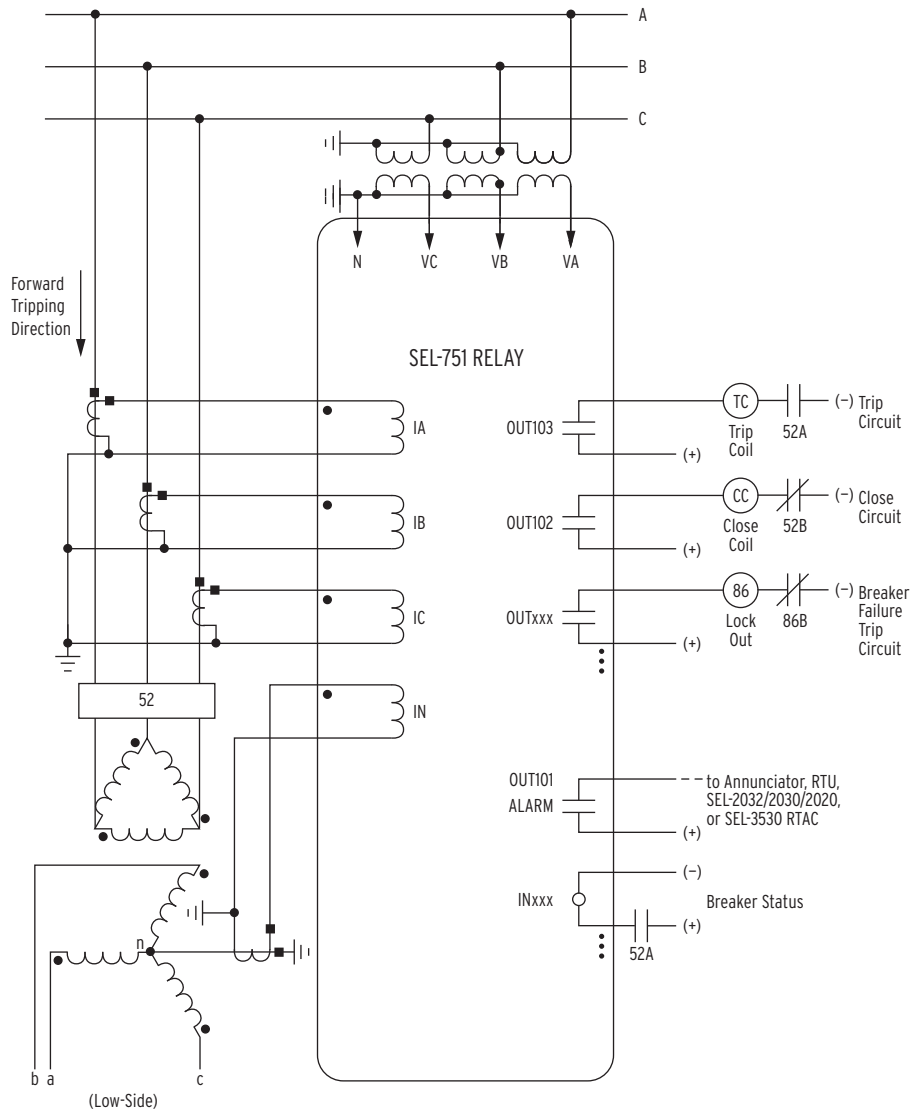 A
B
C
N
VC
VB
VA
Forward
Tripping
Direction
SEL-751 RELAY
IA
OUT103
TC
Trip
Coil
52A
(–) Trip
Circuit
(+)
IB
OUT102
CC
Close
Coil
52B
(–) Close
Circuit
(+)
IC
OUTxxx
86
Lock
Out
86B
(–) Breaker
Failure
Trip
Circuit
(+)
52
IN
OUT101
ALARM
to Annunciator, RTU,
SEL-2032/2030/2020,
or SEL-3530 RTAC
(+)
(–)
INxxx
Breaker Status
(+)
52A
n
b a
c
(Low-Side)